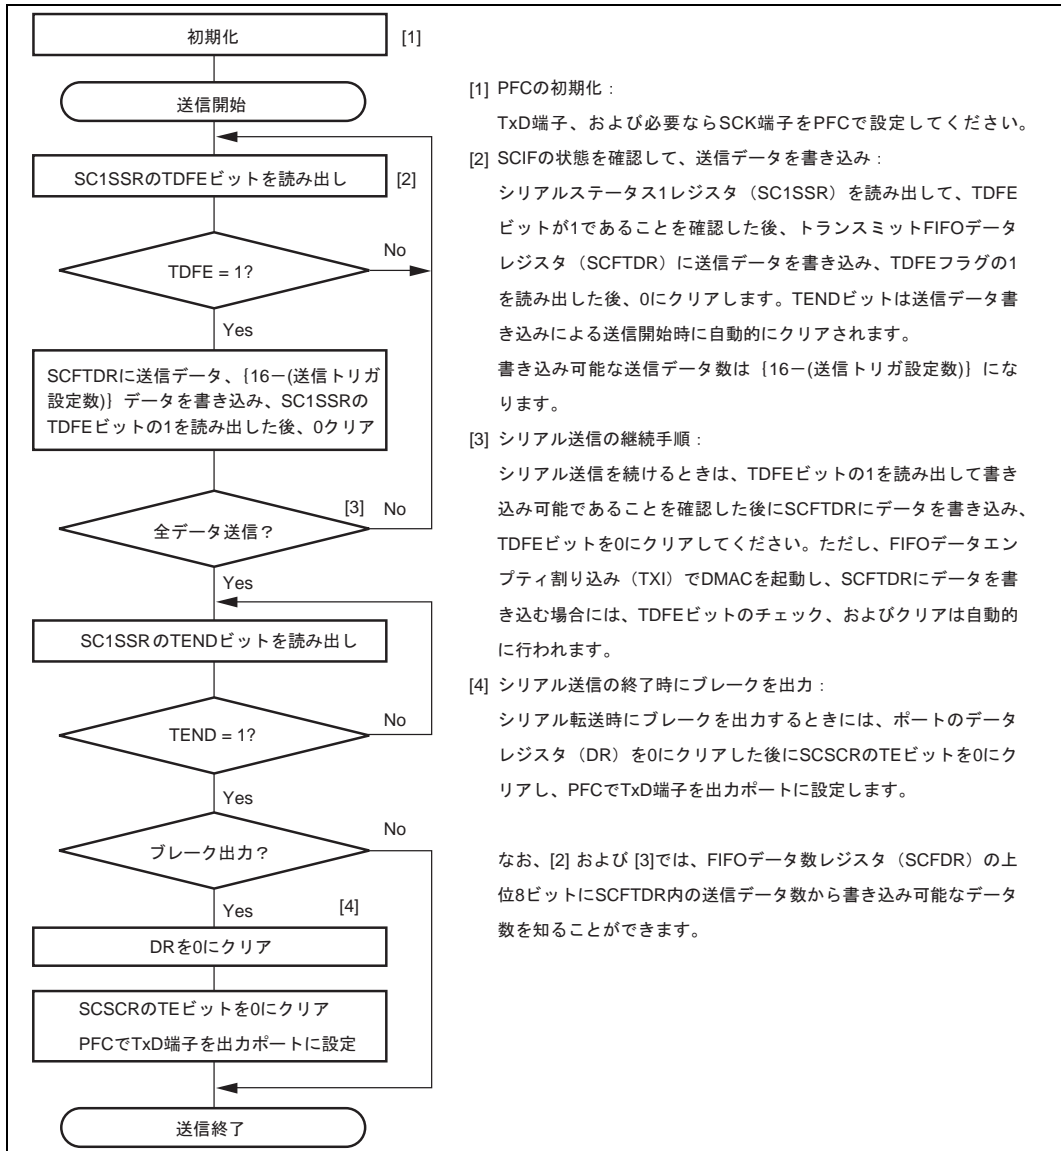 初期化
[1]
送信開始
SC1SSRのTDFEビットを読み出し
[2]
TDFE = 1?
No
Yes
SCFTDRに送信データ、{16－(送信トリガ
設定数)} データを書き込み、SC1SSRの
TDFEビットの1を読み出した後、0クリア
[3]
No
全データ送信？
Yes
SC1SSRのTENDビットを読み出し
TEND = 1?
No
Yes
ブレーク出力？
No
Yes
[4]
DRを0にクリア
SCSCRのTEビットを0にクリア
PFCでTxD端子を出力ポートに設定
送信終了
[1] PFCの初期化：
TxD端子、および必要ならSCK端子をPFCで設定してください。
[2] SCIFの状態を確認して、送信データを書き込み：
シリアルステータス1レジスタ（SC1SSR）を読み出して、TDFE
ビットが1であることを確認した後、トランスミットFIFOデータ
レジスタ（SCFTDR）に送信データを書き込み、TDFEフラグの1
を読み出した後、0にクリアします。TENDビットは送信データ書
き込みによる送信開始時に自動的にクリアされます。
書き込み可能な送信データ数は {16－(送信トリガ設定数)} にな
ります。
[3] シリアル送信の継続手順：
シリアル送信を続けるときは、TDFEビットの1を読み出して書き
込み可能であることを確認した後にSCFTDRにデータを書き込み、
TDFEビットを0にクリアしてください。ただし、FIFOデータエン
プティ割り込み（TXI）でDMACを起動し、SCFTDRにデータを書
き込む場合には、TDFEビットのチェック、およびクリアは自動的
に行われます。
[4] シリアル送信の終了時にブレークを出力：
シリアル転送時にブレークを出力するときには、ポートのデータ
レジスタ（DR）を0にクリアした後にSCSCRのTEビットを0にク
リアし、PFCでTxD端子を出力ポートに設定します。
なお、[2] および [3]では、FIFOデータ数レジスタ（SCFDR）の上
位8ビットにSCFTDR内の送信データ数から書き込み可能なデータ
数を知ることができます。